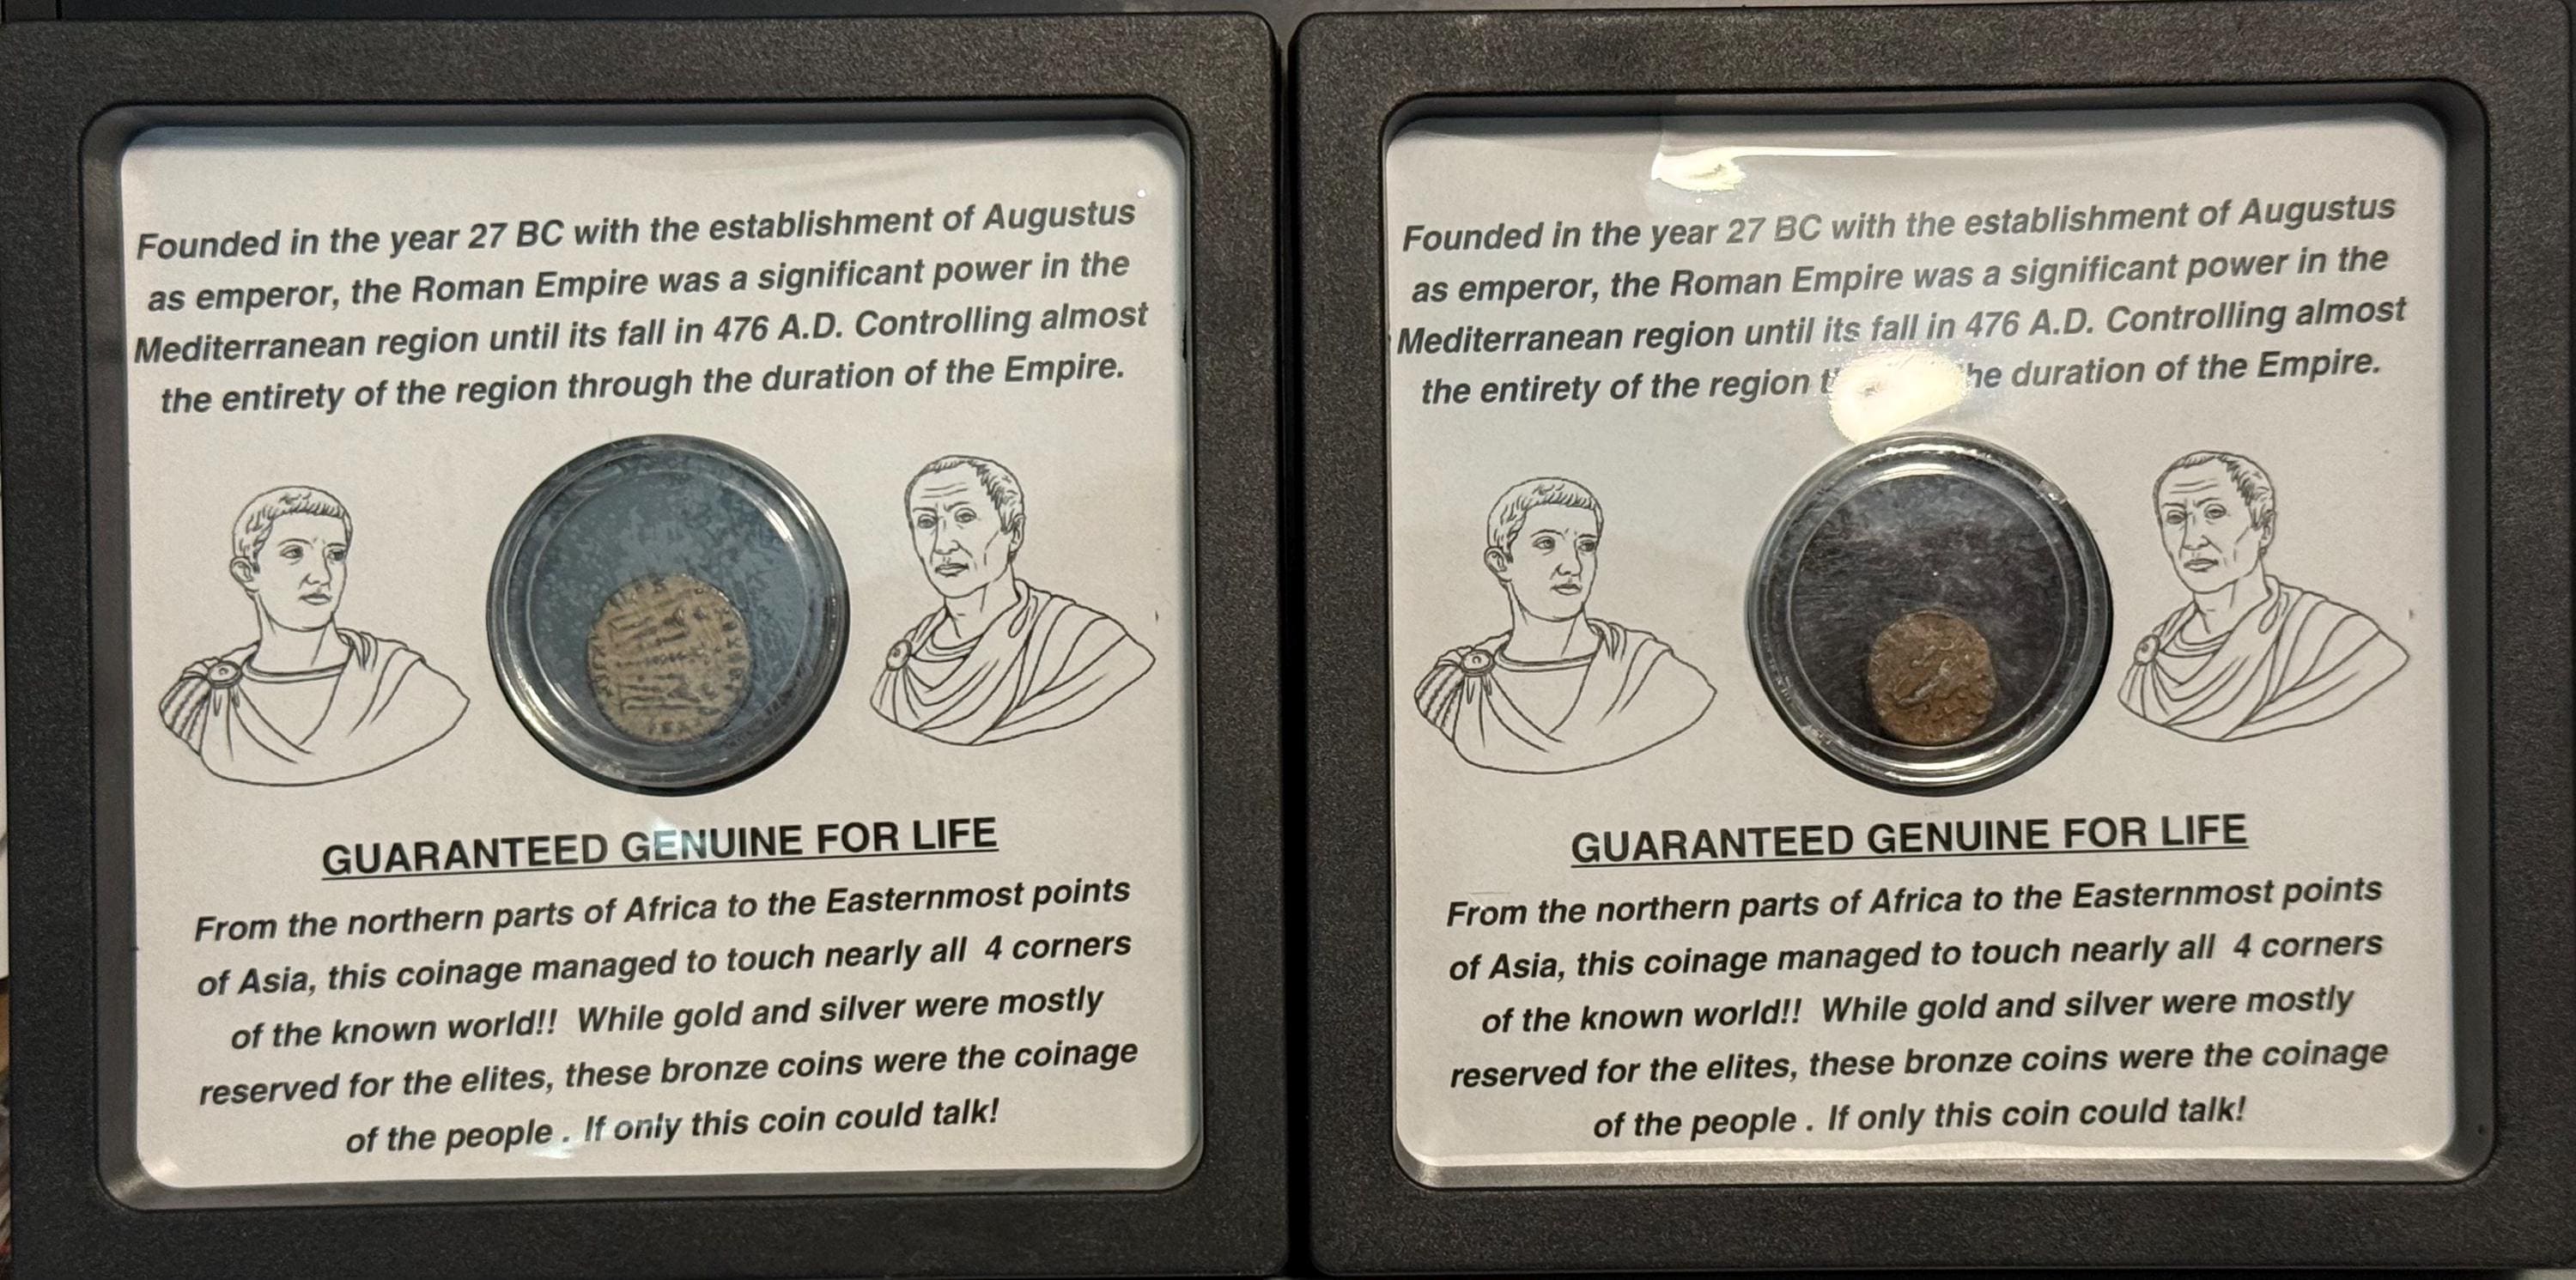 Founded in the year 27 BC with the establishment of Augustus
as emperor, the Roman Empire was a significant power in the
Mediterranean region until its fall in 476 A.D. Controlling almost
the entirety of the region through the duration of the Empire.
GUARANTEED GENUINE FOR LIFE
From the northern parts of Africa to the Easternmost points
of Asia, this coinage managed to touch nearly all 4 corners
of the known world!! While gold and silver were mostly
reserved for the elites, these bronze coins were the coinage
of the people . If only this coin could talk!
Founded in the year 27 BC with the establishment of Augustus
as emperor, the Roman Empire was a significant power in the
Mediterranean region until its fall in 476 A.D. Controlling almost
the entirety of the region the duration of the Empire.
GUARANTEED GENUINE FOR LIFE
From the northern parts of Africa to the Easternmost points
of Asia, this coinage managed to touch nearly all 4 corners
of the known world!! While gold and silver were mostly
reserved for the elites, these bronze coins were the coinage
of the people . If only this coin could talk!